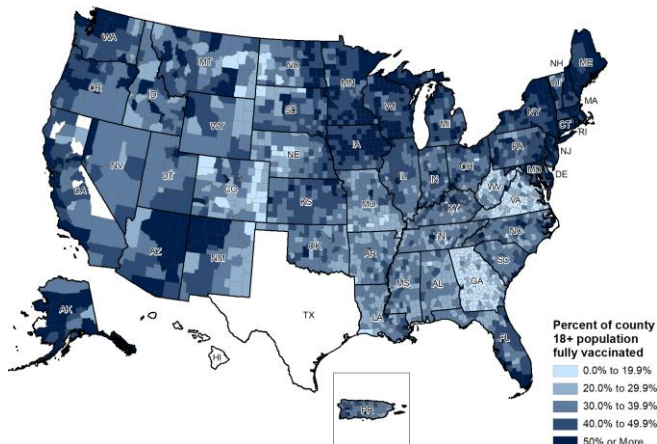 WA
MT
ND
MN
NH
ME
VT
OR
ID
SD
WI
MI
NY
MA
CT
RI
WY
IA
PA
NJ
NE
OH
MD
DE
NV
UT
CO
IL
IN
WV
VA
CA
KS
MO
KY
NC
AZ
NM
OK
AR
TN
SC
MS
AL
GA
TX
LA
FL
AK
HI
PR
Percent of county
18+ population
fully vaccinated
0.0% to 19.9%
20.0% to 29.9%
30.0% to 39.9%
40.0% to 49.9%
50% or More